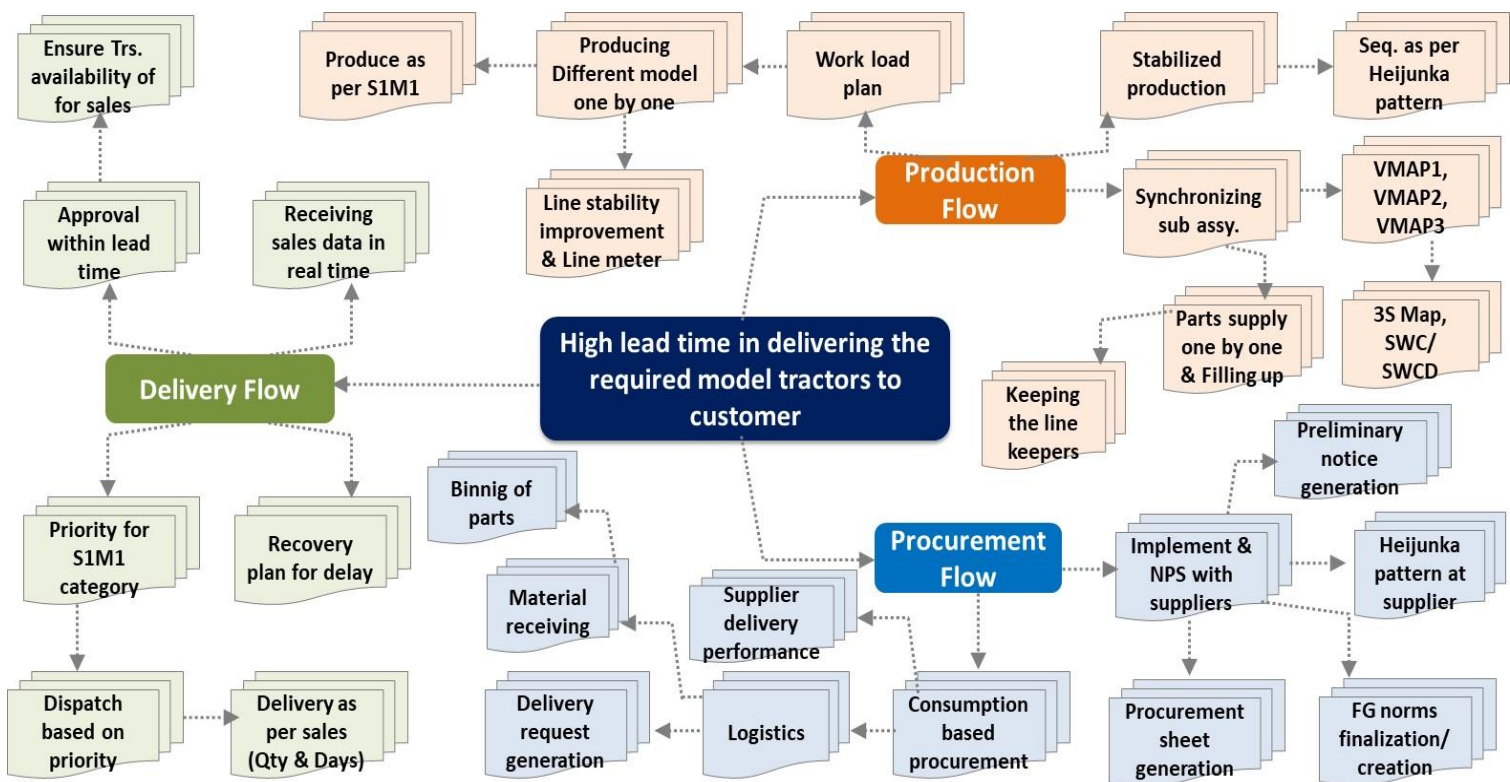 Ensure Trs.
availability of
for sales
Produce as
per S1M1
Producing
Different model
one by one
Work load
plan
Stabilized
production
Seq. as per
Heijunka
pattern
Approval
within lead
time
Receiving
sales data in
real time
Line stability
improvement
& Line meter
Production
Flow
Synchronizing
sub assy.
VMAP1,
VMAP2,
VMAP3
High lead time in delivering the
required model tractors to
customer
Delivery Flow
Parts supply
one by one
& Filling up
3S Map,
SWC/
SWCD
Keeping
the line
keepers
Preliminary
notice
generation
Binnig of
parts
Priority for
S1M1
category
Recovery
plan for delay
Material
receiving
Supplier
delivery
performance
Procurement
Flow
Implement &
NPS with
suppliers
Heijunka
pattern at
supplier
Dispatch
based on
priority
Delivery as
per sales
(Qty & Days)
Delivery
request
generation
Logistics
Consumption
based
procurement
Procurement
sheet
generation
FG norms
finalization/
creation